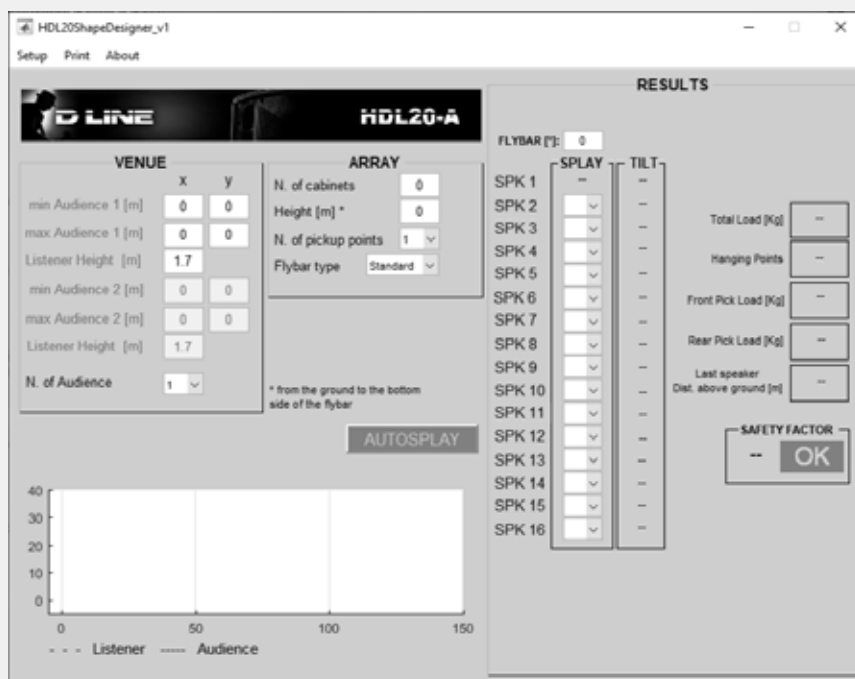 HDL20ShapeDesigner_v1
Setup Print About
D LINE HDL20-A
VENUE
x y
min Audience 1 [m] 0 0
max Audience 1 [m] 0 0
Listener Height [m] 1.7
min Audience 2 [m] 0 0
max Audience 2 [m] 0 0
Listener Height [m] 1.7
N. of Audience 1
ARRAY
N. of cabinets 0
Height [m] * 0
N. of pickup points 1
Flybar type Standard
* from the ground to the bottom
side of the flybar
AUTOSPLAY
40
30
20
10
0
0 50 100 150
- - - Listener ----- Audience
RESULTS
FLYBAR [°]: 0
SPLAY TILT
SPK 1 -- --
SPK 2 --
SPK 3 --
SPK 4 --
SPK 5 --
SPK 6 --
SPK 7 --
SPK 8 --
SPK 9 --
SPK 10 --
SPK 11 --
SPK 12 --
SPK 13 --
SPK 14 --
SPK 15 --
SPK 16 --
Total Load [Kg] --
Hanging Points --
Front Pick Load [Kg] --
Rear Pick Load [Kg] --
Last speaker
Dist. above ground [m] --
SAFETY FACTOR
-- OK